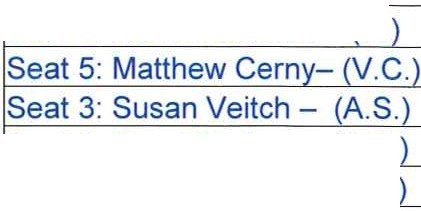 )
Seat 5: Matthew Cerny– (V.C.)
Seat 3: Susan Veitch – (A.S.)
)
)